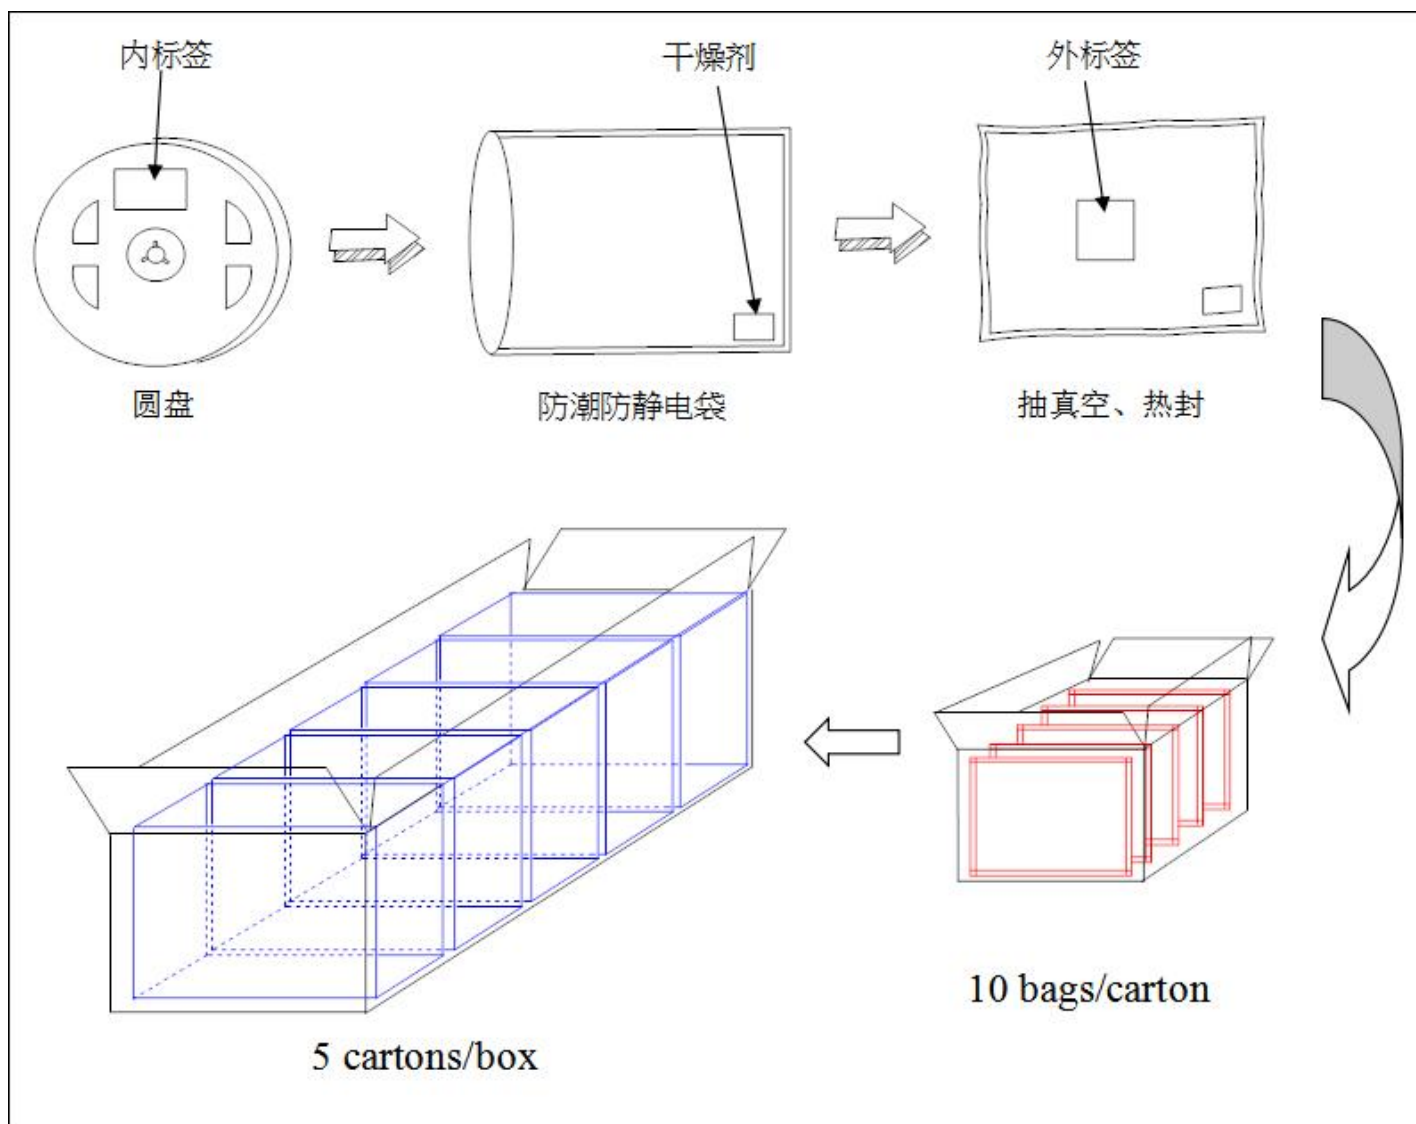 内标签
干燥剂
外标签
圆盘
防潮防静电袋
抽真空、热封
10 bags/carton
5 cartons/box